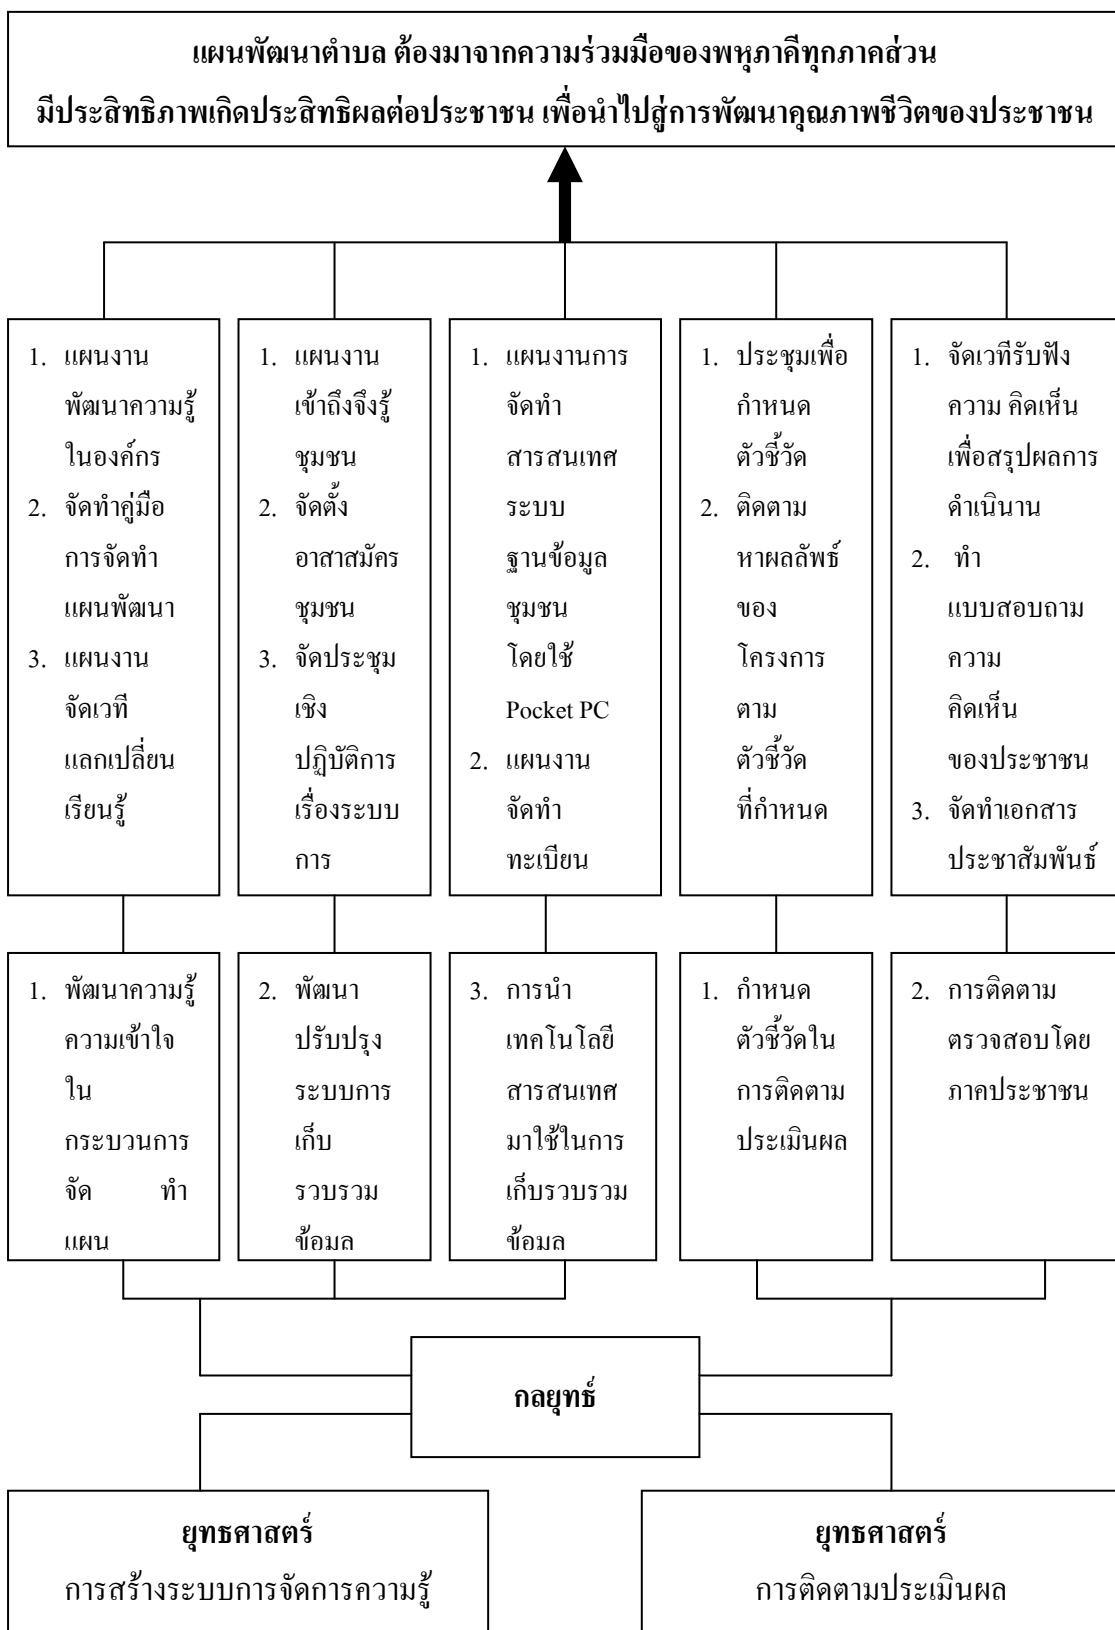 แผนพัฒนาตำบล ต้องมาจากความร่วมมือของพหุภาคีทุกภาคส่วน
มีประสิทธิภาพเกิดประสิทธิผลต่อประชาชน เพื่อนำไปสู่การพัฒนาคุณภาพชีวิตของประชาชน
1. แผนงาน
พัฒนาความรู้
ในองค์กร
2. จัดทำคู่มือ
การจัดทำ
แผนพัฒนา
3. แผนงาน
จัดเวที
แลกเปลี่ยน
เรียนรู้
1. แผนงาน
เข้าถึงจึงรู้
ชุมชน
2. จัดตั้ง
อาสาสมัคร
ชุมชน
3. จัดประชุม
เชิง
ปฏิบัติการ
เรื่องระบบ
การ
1. แผนงานการ
จัดทำ
สารสนเทศ
ระบบ
ฐานข้อมูล
ชุมชน
โดยใช้
Pocket PC
2. แผนงาน
จัดทำ
ทะเบียน
1. ประชุมเพื่อ
กำหนด
ตัวชี้วัด
2. ติดตาม
หาผลลัพธ์
ของ
โครงการ
ตาม
ตัวชี้วัด
ที่กำหนด
1. จัดเวทีรับฟัง
ความ คิดเห็น
เพื่อสรุปผลการ
ดำเนินาน
2. ทำ
แบบสอบถาม
ความ
คิดเห็น
ของประชาชน
3. จัดทำเอกสาร
ประชาสัมพันธ์
1. พัฒนาความรู้
ความเข้าใจ
ใน
กระบวนการ
จัด ทำ
แผน
2. พัฒนา
ปรับปรุง
ระบบการ
เก็บ
รวบรวม
ข้อมล
3. การนำ
เทคโนโลยี
สารสนเทศ
มาใช้ในการ
เก็บรวบรวม
ข้อมล
1. กำหนด
ตัวชี้วัดใน
การติดตาม
ประเมินผล
2. การติดตาม
ตรวจสอบโดย
ภาคประชาชน
กลยุทธ์
ยุทธศาสตร์
การสร้างระบบการจัดการความรู้
ยุทธศาสตร์
การติดตามประเมินผล